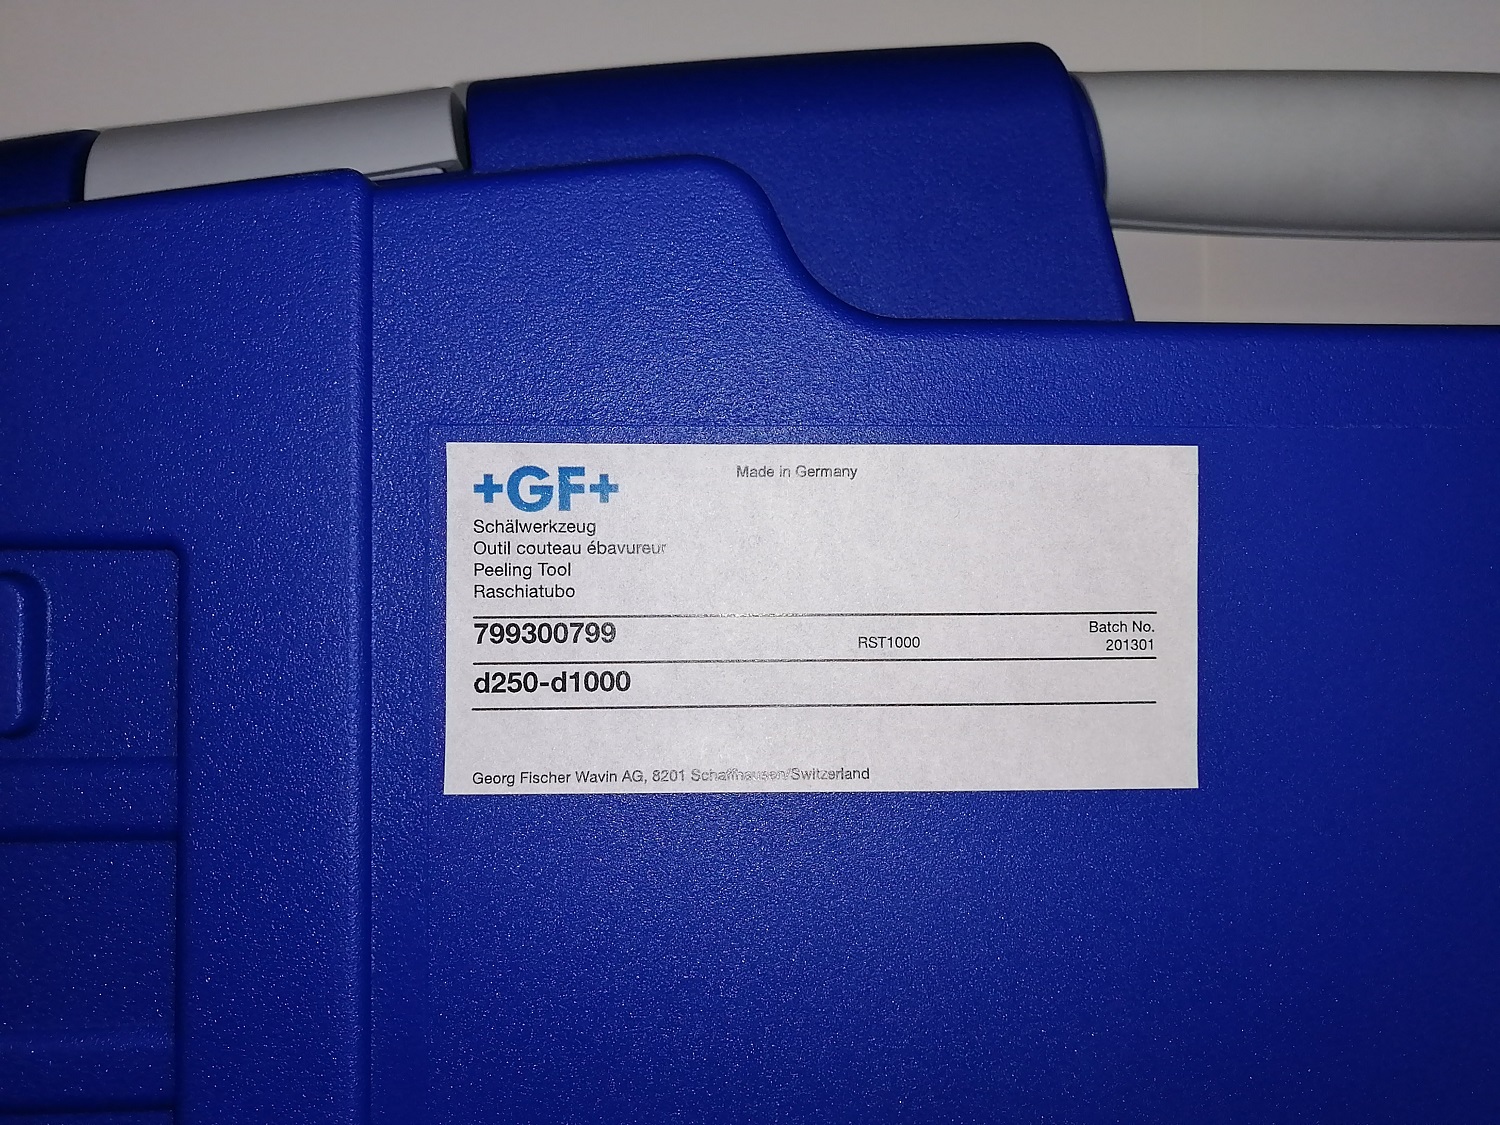 +GF+
Made in Germany
Schälwerkzeug
Outil couteau ébavureur
Peeling Tool
Raschiatubo
799300799
RST1000
Batch No.
201301
d250-d1000
Georg Fischer Wavin AG, 8201 Schaffhausen/Switzerland